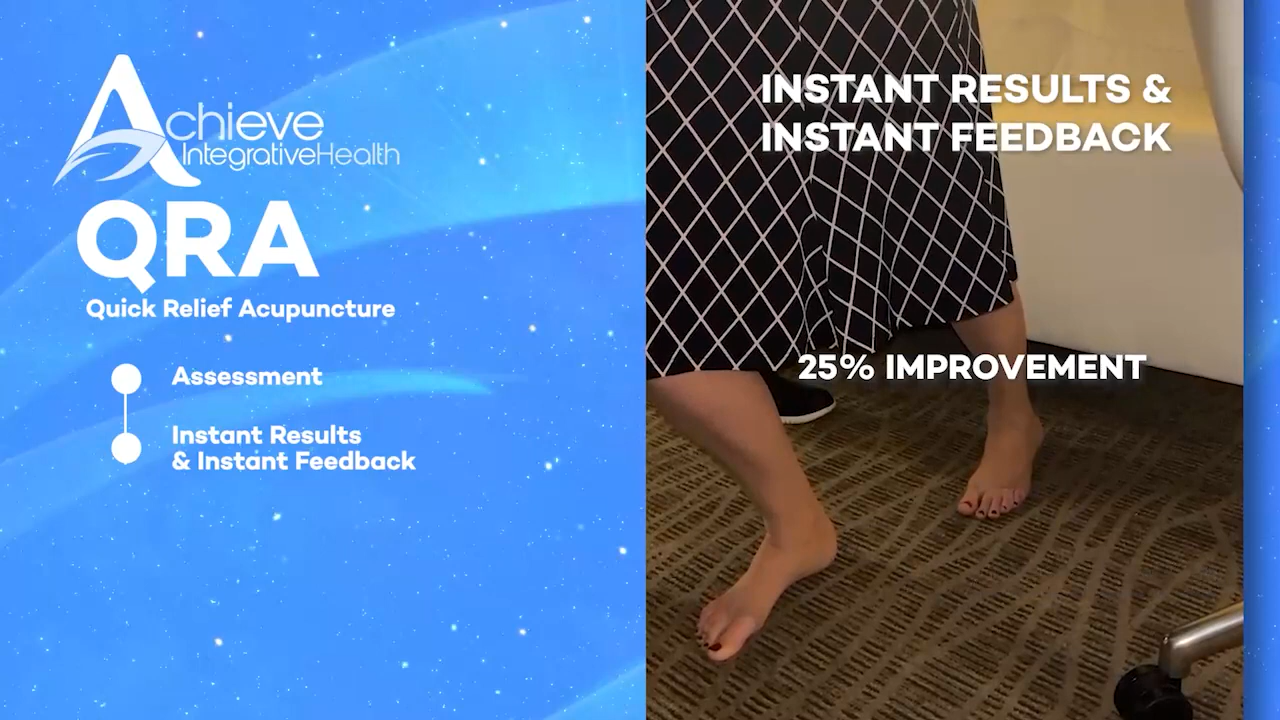 Achieve
IntegrativeHealth
QRA
Quick Relief Acupuncture
Assessment
Instant Results
& Instant Feedback
INSTANT RESULTS &
INSTANT FEEDBACK
25% IMPROVEMENT